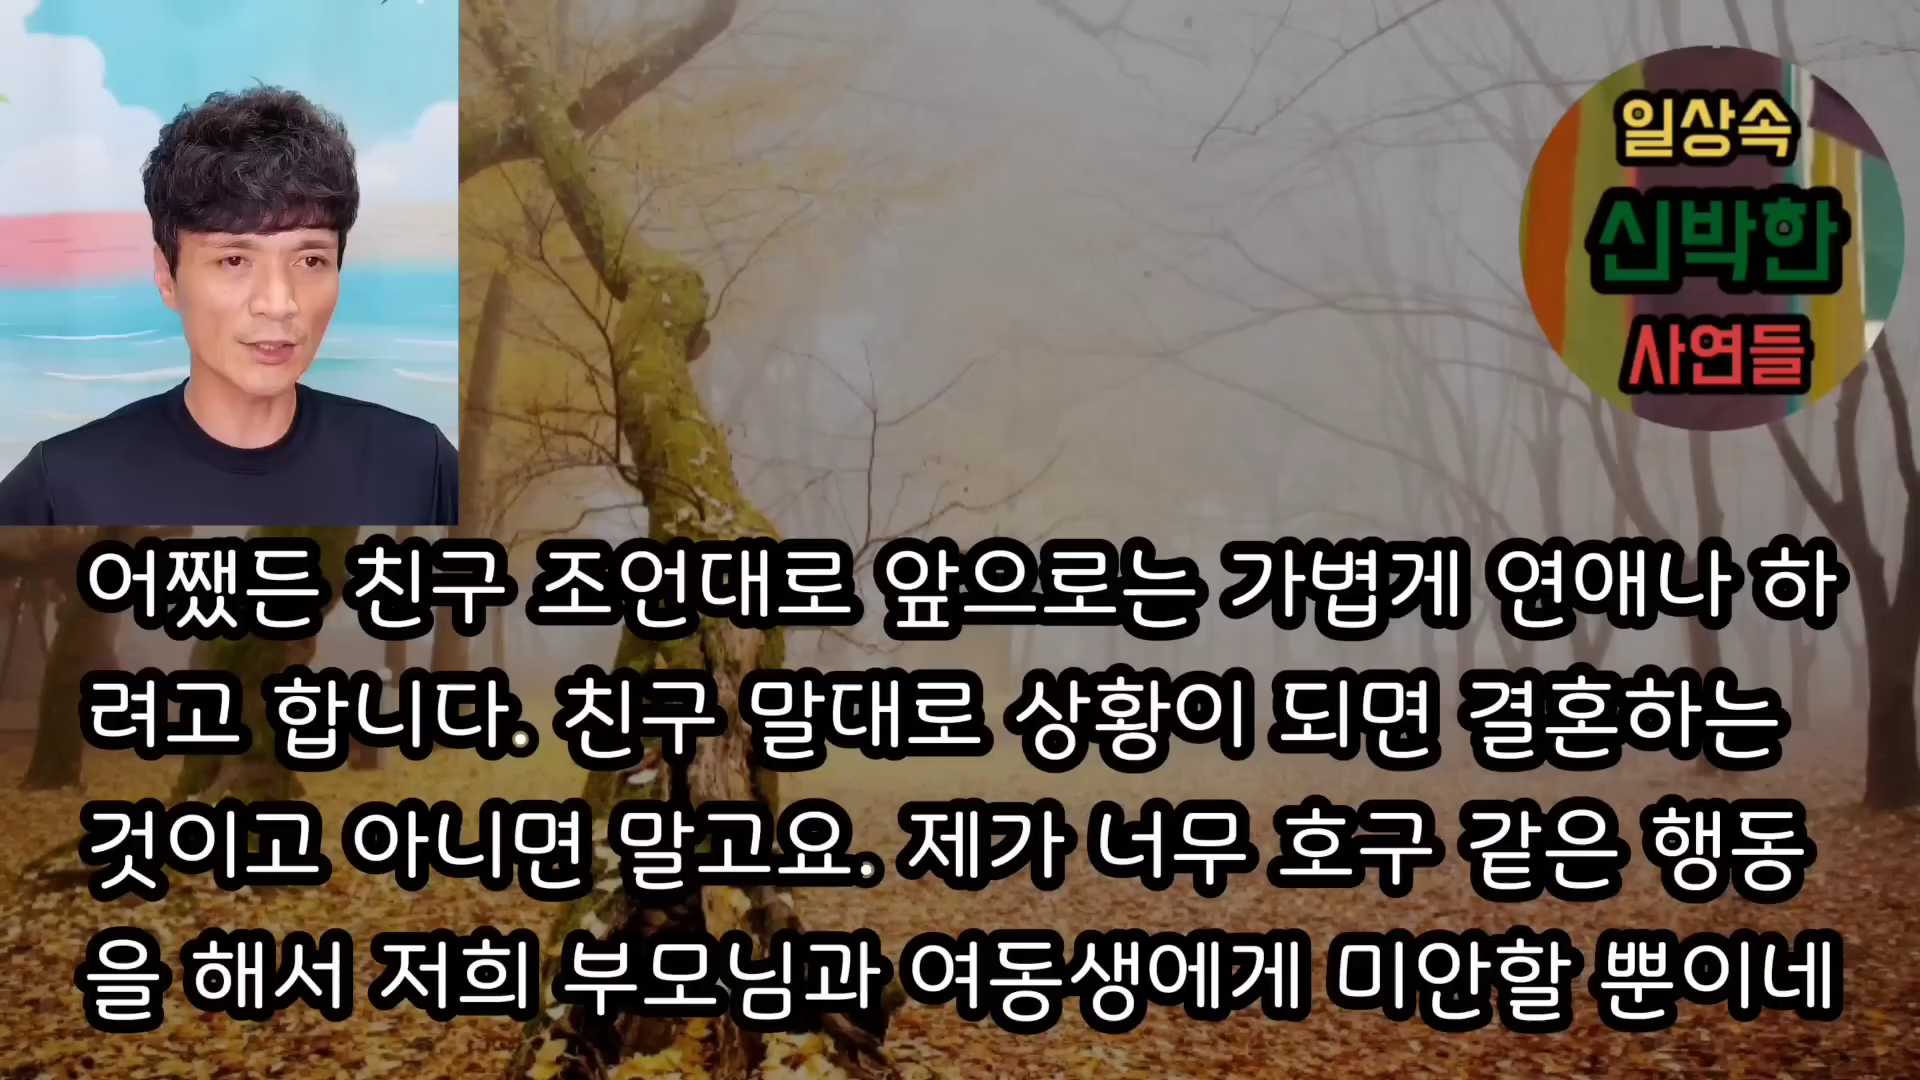 일상속
신박한
사연들
어쨌든 친구 조언대로 앞으로는 가볍게 연애나 하
려고 합니다. 친구 말대로 상황이 되면 결혼하는
것이고 아니면 말고요. 제가 너무 호구 같은 행동
을 해서 저희 부모님과 여동생에게 미안할 뿐이네